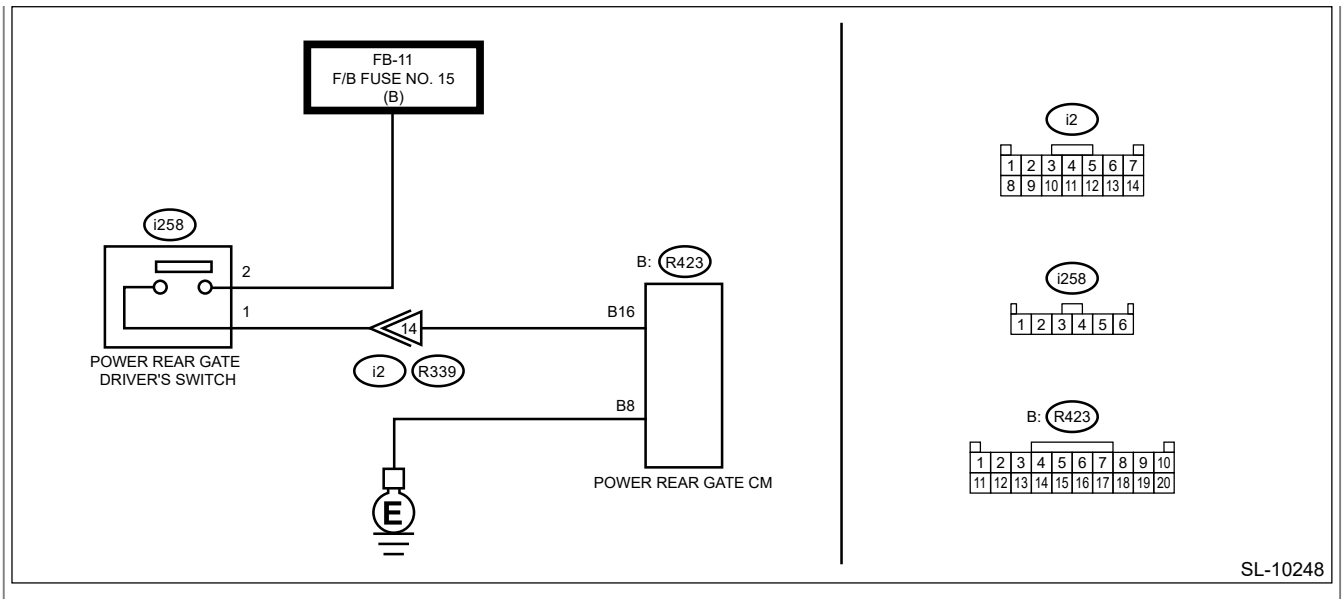 FB-11
F/B FUSE NO. 15
(B)
i258
2
1
POWER REAR GATE
DRIVER'S SWITCH
14
i2 R339
B: R423
B16
B8
POWER REAR GATE CM
E
i2
1 2 3 4 5 6 7
8 9 10 11 12 13 14
i258
1 2 3 4 5 6
B: R423
1 2 3 4 5 6 7 8 9 10
11 12 13 14 15 16 17 18 19 20
SL-10248